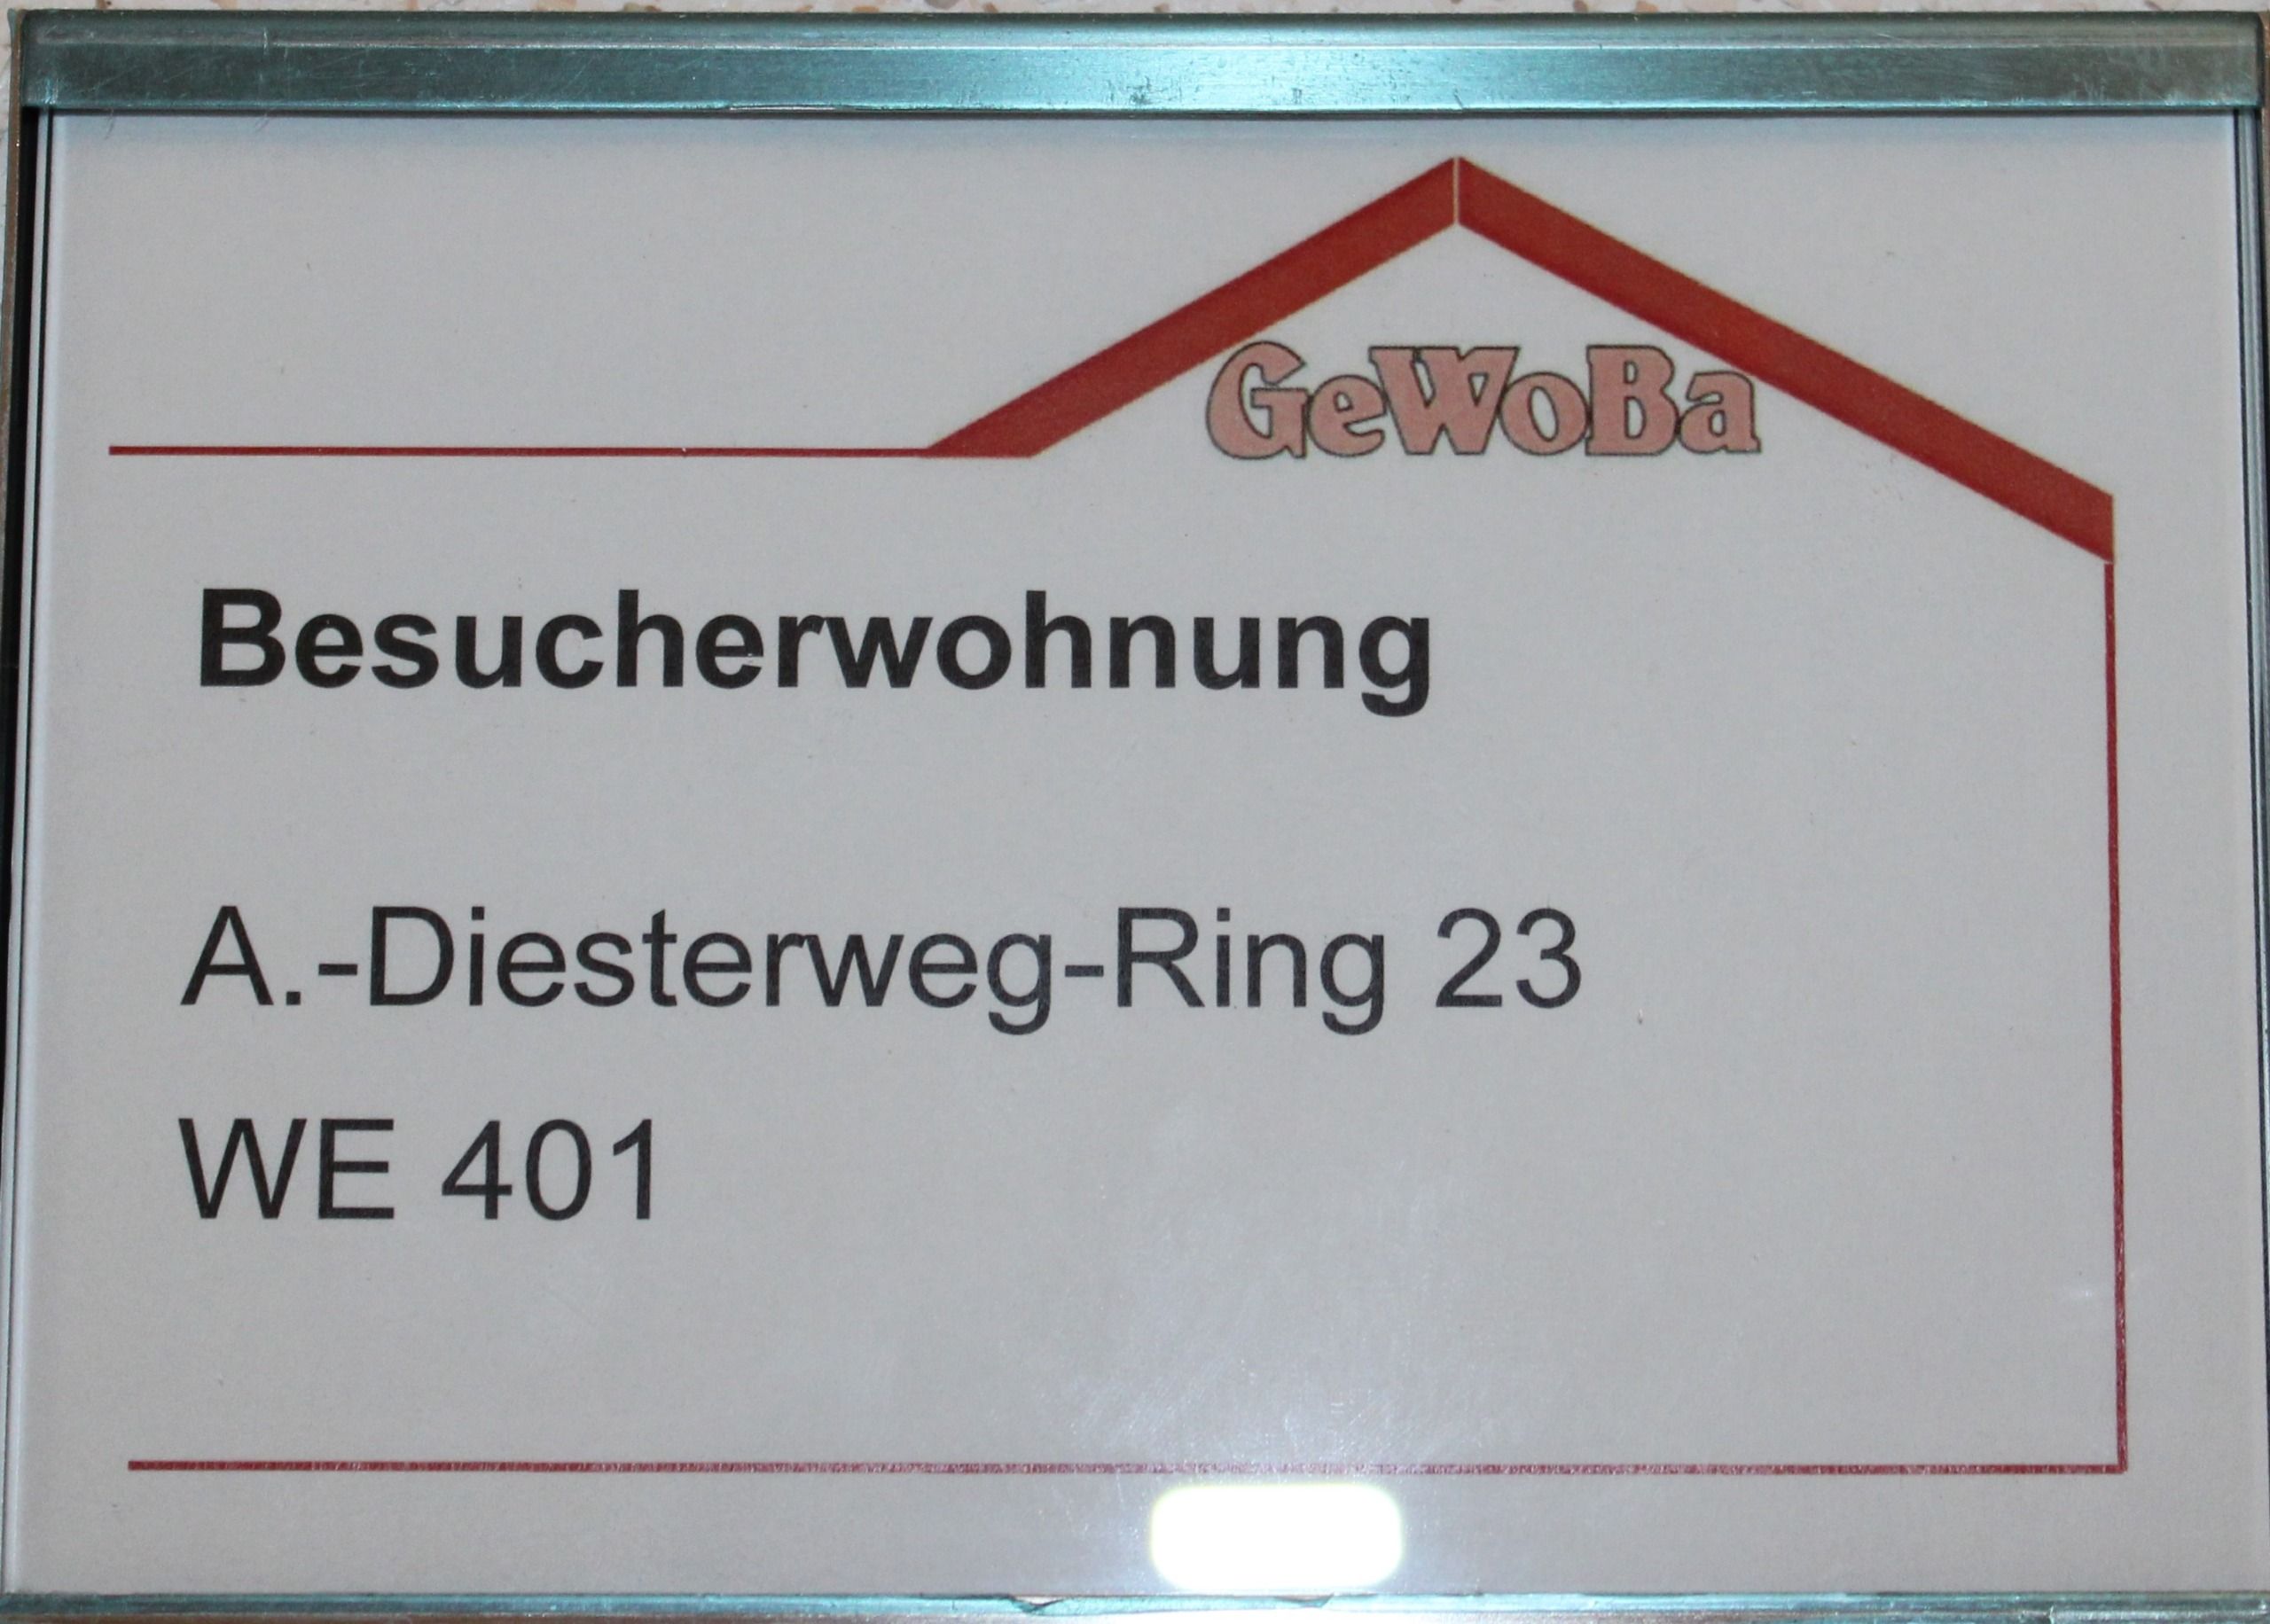 GeWoBa
Besucherwohnung
A.-Diesterweg-Ring 23
WE 401